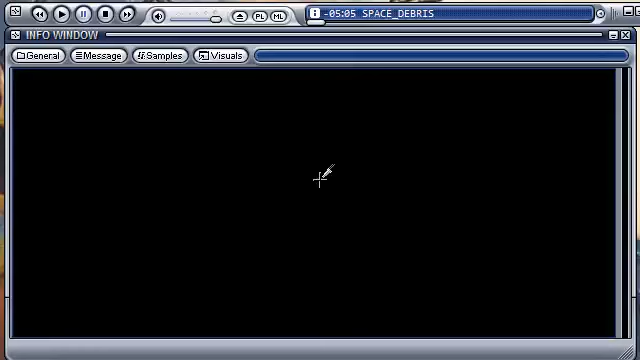 PL ML i -05:05 SPACE_DEBRIS
INFO WINDOW
General Message Samples Visuals